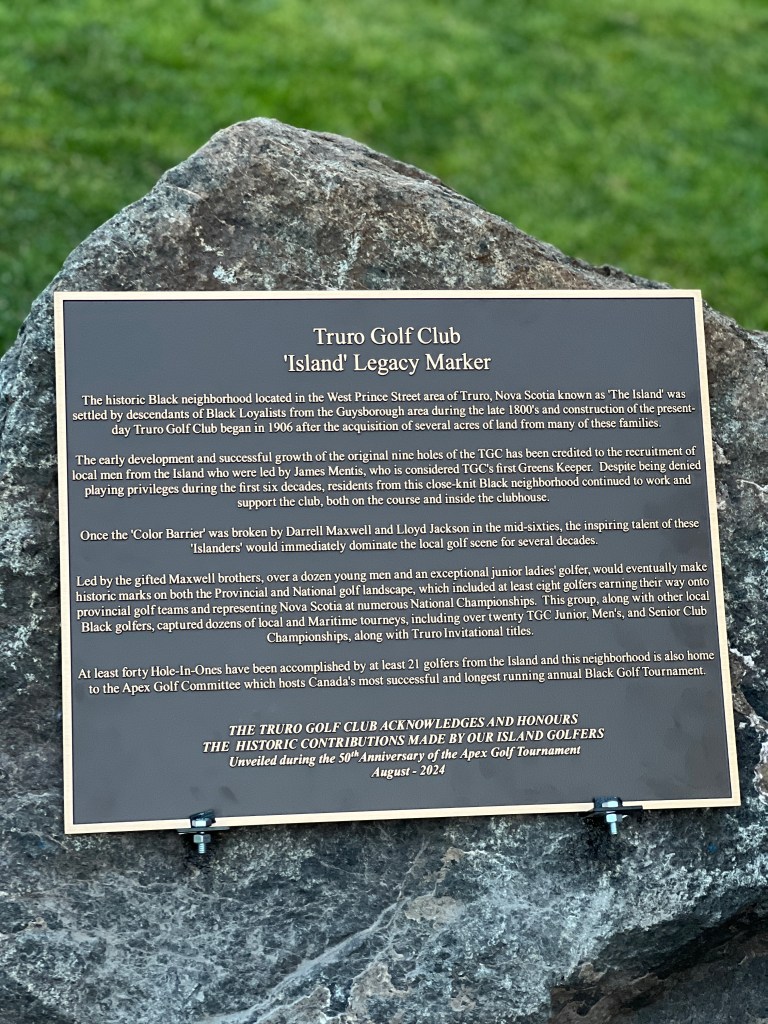 Truro Golf Club
'Island' Legacy Marker
The historic Black neighborhood located in the West Prince Street area of Truro, Nova Scotia known as 'The Island' was
settled by descendants of Black Loyalists from the Guysborough area during the late 1800's and construction of the present-
day Truro Golf Club began in 1906 after the acquisition of several acres of land from many of these families.
The early development and successful growth of the original nine holes of the TGC has been credited to the recruitment of
local men from the Island who were led by James Mentis, who is considered TGC's first Greens Keeper. Despite being denied
playing privileges during the first six decades, residents from this close-knit Black neighborhood continued to work and
support the club, both on the course and inside the clubhouse.
Once the 'Color Barrier' was broken by Darrell Maxwell and Lloyd Jackson in the mid-sixties, the inspiring talent of these
'Islanders' would immediately dominate the local golf scene for several decades.
Led by the gifted Maxwell brothers, over a dozen young men and an exceptional junior ladies' golfer, would eventually make
historic marks on both the Provincial and National golf landscape, which included at least eight golfers earning their way onto
provincial golf teams and representing Nova Scotia at numerous National Championships. This group, along with other local
Black golfers, captured dozens of local and Maritime tourneys, including over twenty TGC Junior, Men's, and Senior Club
Championships, along with Truro Invitational titles.
At least forty Hole-In-Ones have been accomplished by at least 21 golfers from the Island and this neighborhood is also home
to the Apex Golf Committee which hosts Canada's most successful and longest running annual Black Golf Tournament.
THE TRURO GOLF CLUB ACKNOWLEDGES AND HONOURS
THE HISTORIC CONTRIBUTIONS MADE BY OUR ISLAND GOLFERS
Unveiled during the 50th Anniversary of the Apex Golf Tournament
August - 2024